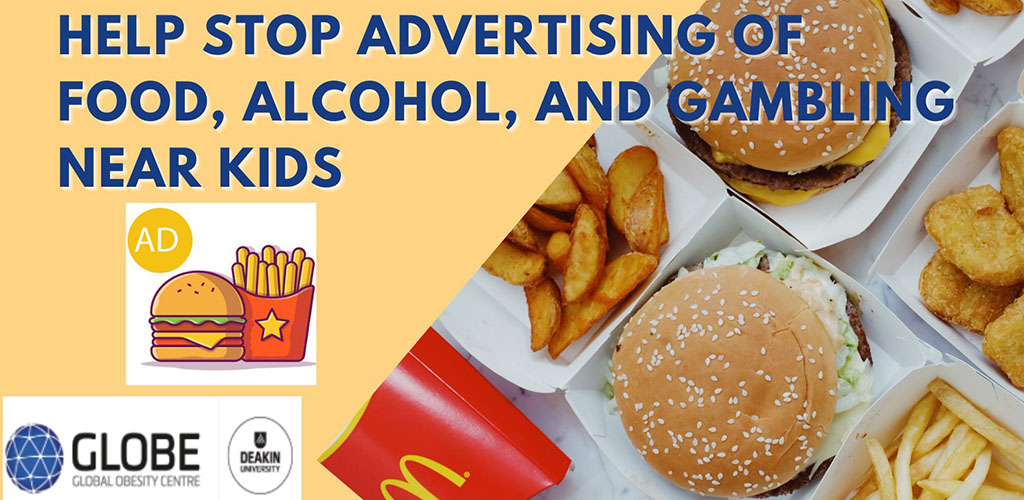 HELP STOP ADVERTISING OF
FOOD, ALCOHOL, AND GAMBLING
NEAR KIDS
AD
GLOBE
GLOBAL OBESITY CENTRE
DEAKIN
UNIVERSITY